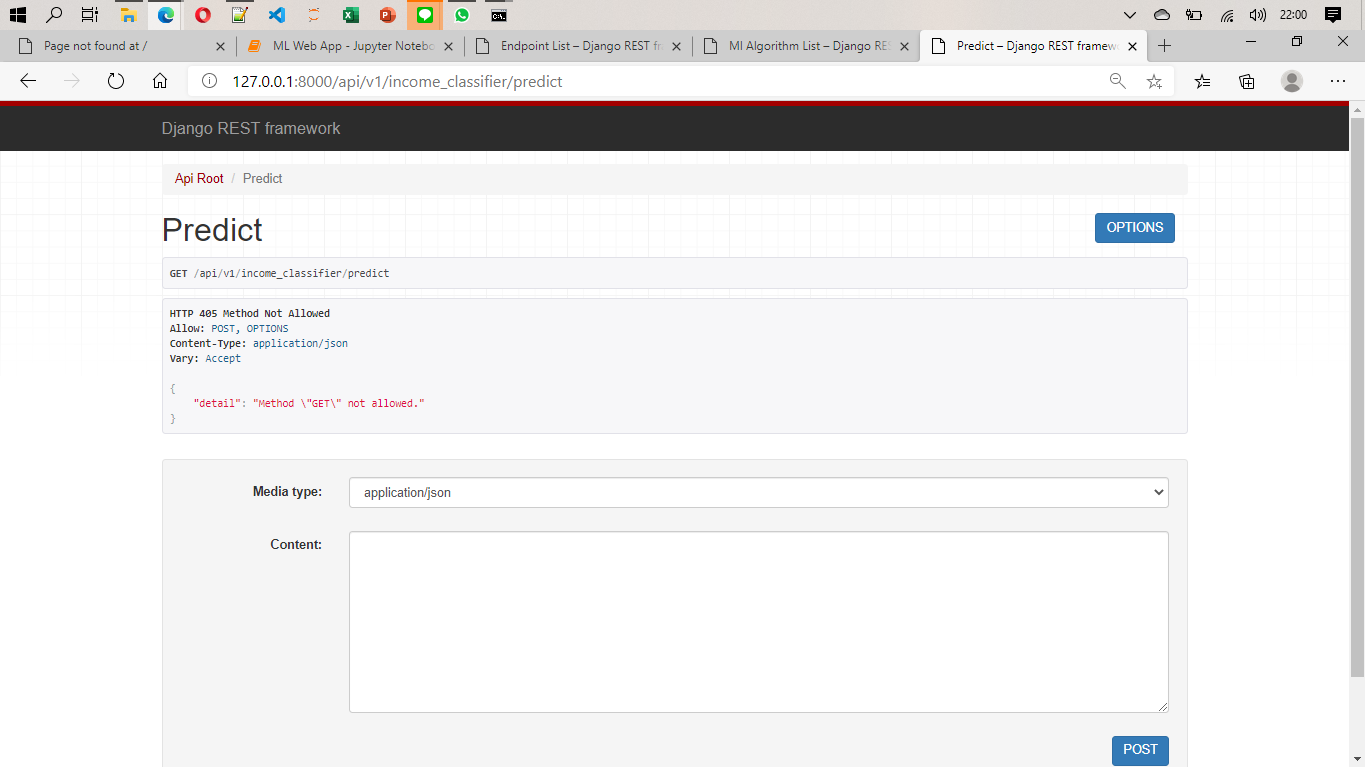 22:00
Page not found at /
ML Web App - Jupyter Notebo
Endpoint List – Django REST fr
Ml Algorithm List – Django RE
Predict – Django REST framew
127.0.0.1:8000/api/v1/income_classifier/predict
Django REST framework
Api Root / Predict
Predict
OPTIONS
GET /api/v1/income_classifier/predict
HTTP 405 Method Not Allowed
Allow: POST, OPTIONS
Content-Type: application/json
Vary: Accept
{
"detail": "Method \"GET\" not allowed."
}
Media type:
application/json
Content:
POST